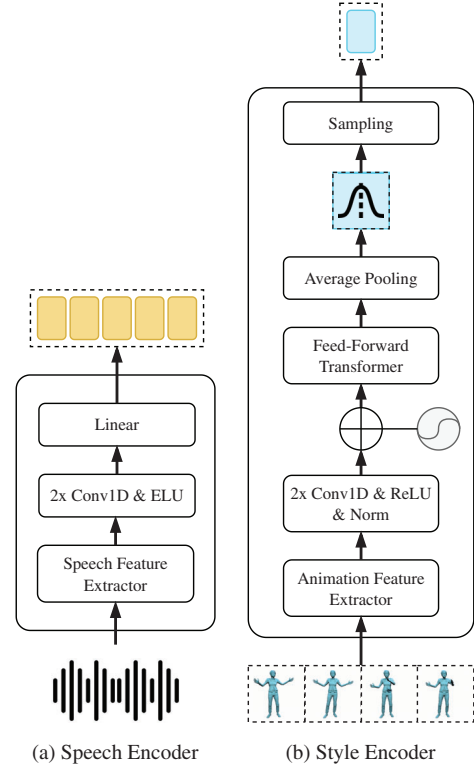 Linear
2x Conv1D & ELU
Speech Feature
Extractor
(a) Speech Encoder
Sampling
Average Pooling
Feed-Forward
Transformer
2x Conv1D & ReLU
& Norm
Animation Feature
Extractor
(b) Style Encoder